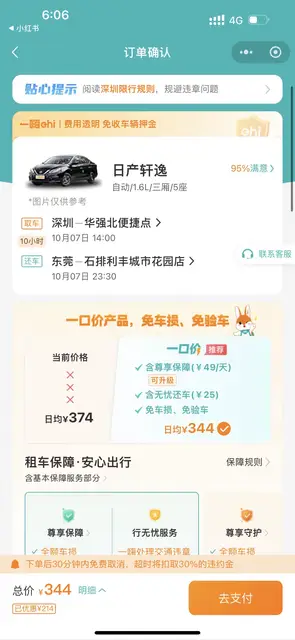 6:06
4G
小红书
订单确认
贴心提示 阅读深圳限行规则，规避违章问题
一嗨ehi | 费用透明 免收车辆押金
ehi
日产轩逸
95%满意
自动/1.6L/三厢/5座
*图片仅供参考
取车 深圳－华强北便捷点
10月07日 14:00
10小时
还车 东莞－石排利丰城市花园店
10月07日 23:30
联系客服
一口价产品，免车损、免验车
当前价格
日均¥374
一口价 推荐
含尊享保障(¥49/天)
可升级
含无忧还车(¥25)
免车损、免验车
日均¥344
租车保障·安心出行
保障规则
含基本保障服务部分
尊享保障
行无忧服务
尊享守护
全额车损
一嗨处理交通违章
全额车损
下单后30分钟内免费取消，超时将扣取30%的违约金
总价 ¥344 明细
已优惠¥214
去支付